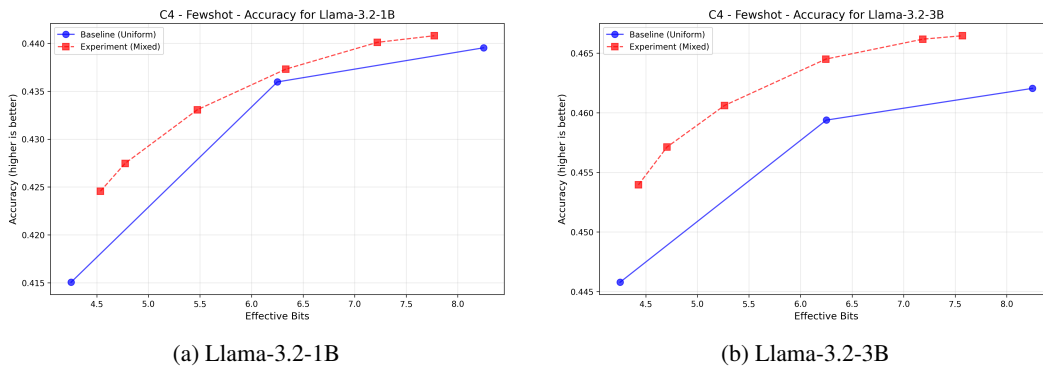 C4 - Fewshot - Accuracy for Llama-3.2-1B
Baseline (Uniform)
Experiment (Mixed)
0.440
0.435
0.430
0.425
0.420
0.415
Accuracy (higher is better)
4.5 5.0 5.5 6.0 6.5 7.0 7.5 8.0
Effective Bits
(a) Llama-3.2-1B
C4 - Fewshot - Accuracy for Llama-3.2-3B
Baseline (Uniform)
Experiment (Mixed)
0.465
0.460
0.455
0.450
0.445
Accuracy (higher is better)
4.5 5.0 5.5 6.0 6.5 7.0 7.5 8.0
Effective Bits
(b) Llama-3.2-3B